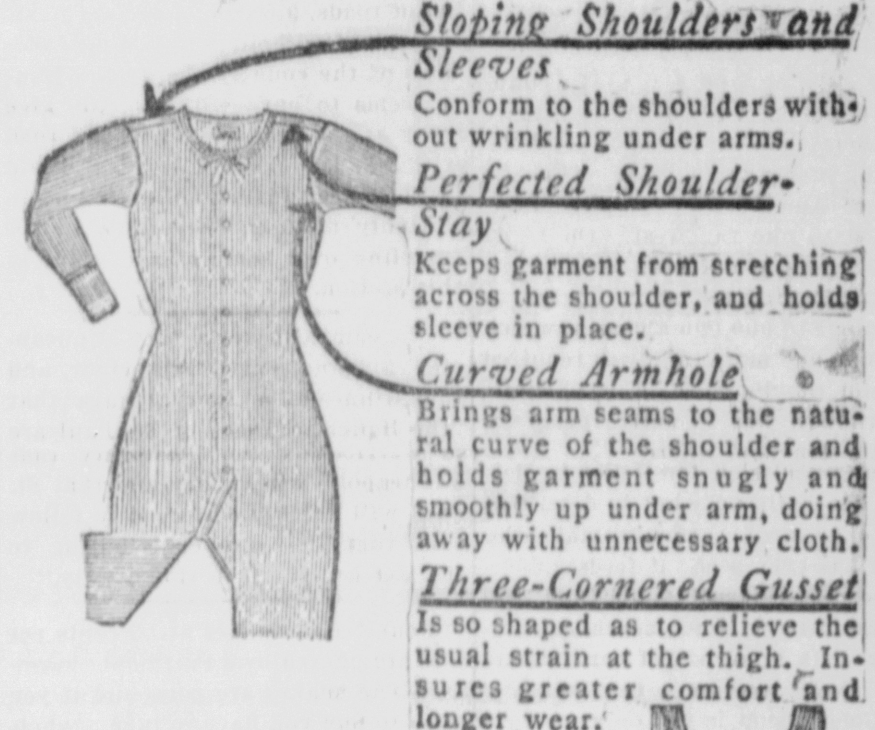 Sloping Shoulders and
Sleeves
Conform to the shoulders with-
out wrinkling under arms.
Perfected Shoulder-
Stay
Keeps garment from stretching
across the shoulder, and holds
sleeve in place.
Curved Armhole
Brings arm seams to the natu-
ral curve of the shoulder and
holds garment snugly and
smoothly up under arm, doing
away with unnecessary cloth.
Three-Cornered Gusset
Is so shaped as to relieve the
usual strain at the thigh. In-
sures greater comfort and
longer wear.